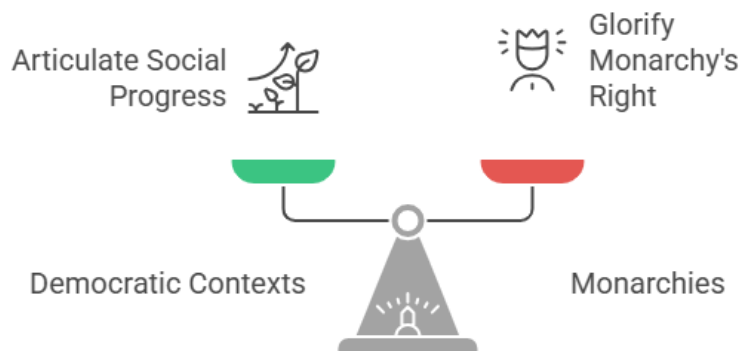 Articulate Social
Progress
Glorify
Monarchy's
Right
Democratic Contexts
Monarchies